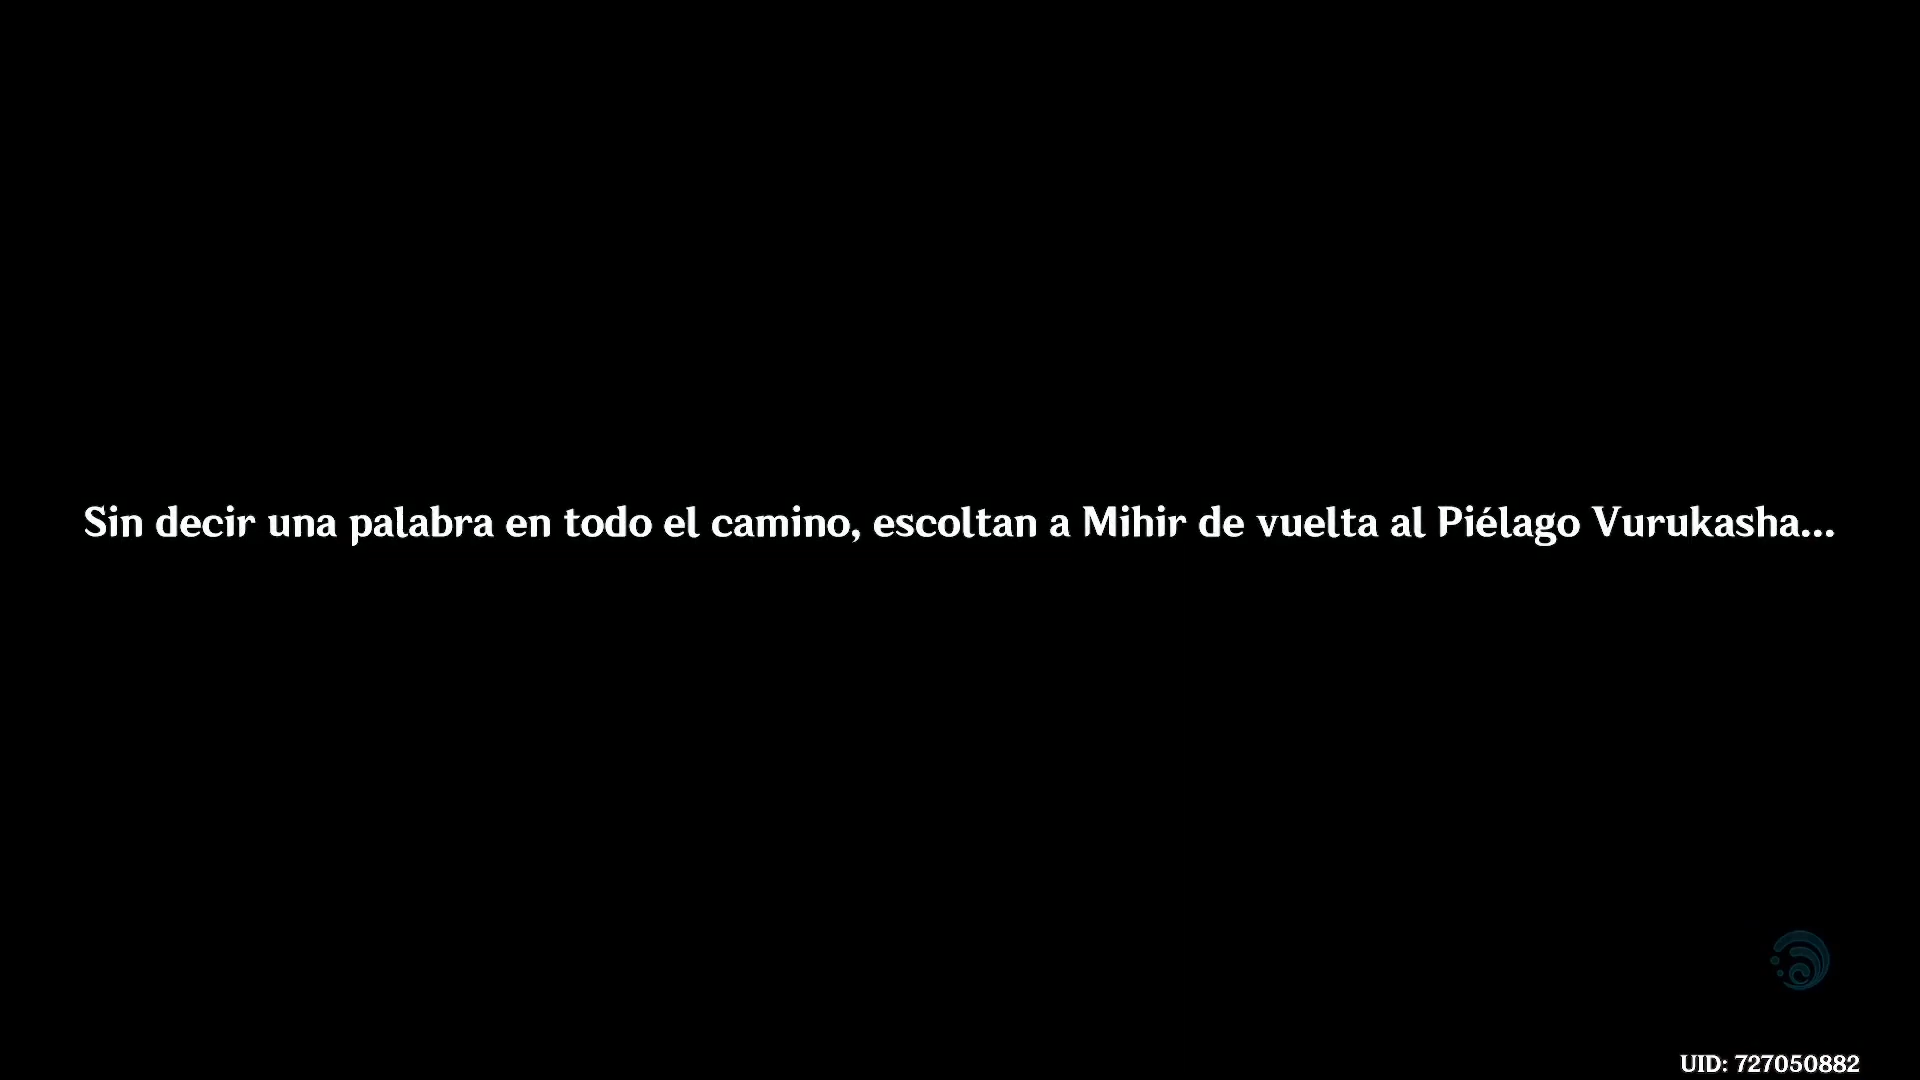 Sin decir una palabra en todo el camino, escoltan a Mihir de vuelta al Piélago Vurukasha...
UID: 727050882